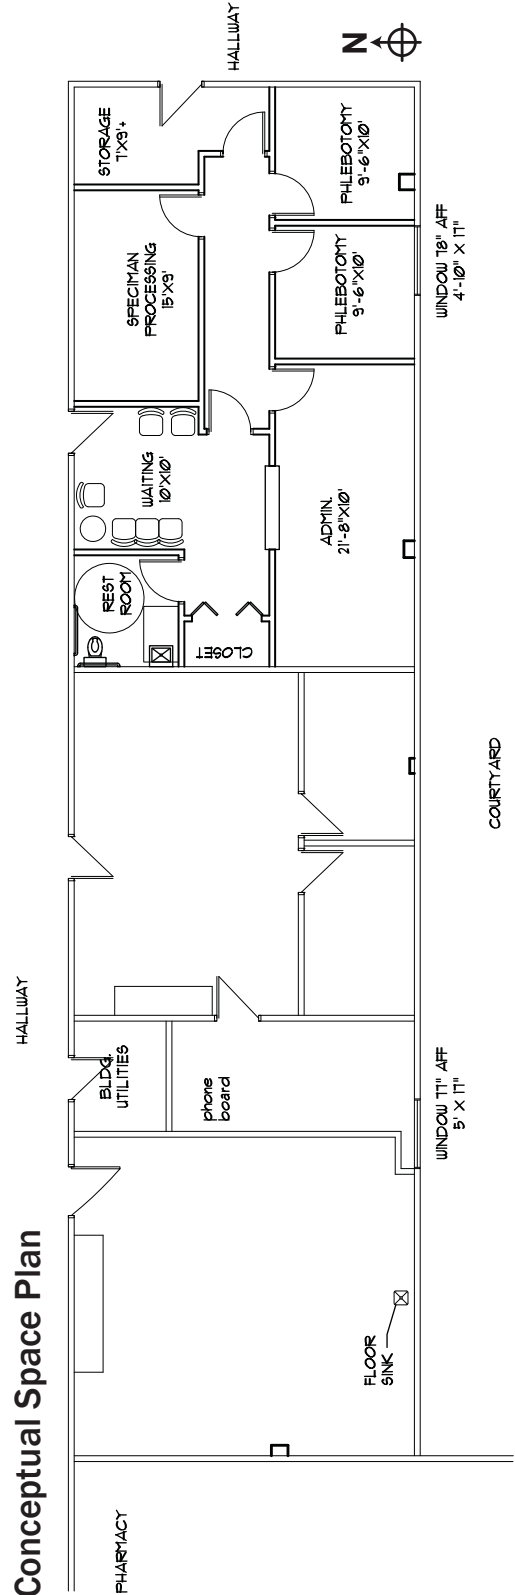 Conceptual Space Plan
HALLWAY
HALLWAY
N
STORAGE
7'X9'+
PHLEBOTOMY
9'-6"X10'
SPECIMAN
PROCESSING
15'X9'
PHLEBOTOMY
9'-6"X10'
WINDOW 78" AFF
4'-10" X 17"
WAITING
10'X10'
ADMIN.
21'-8"X10'
REST
ROOM
CLOSET
COURTYARD
BLDG.
UTILITIES
phone
board
WINDOW 77" AFF
5' X 17"
FLOOR
SINK
PHARMACY